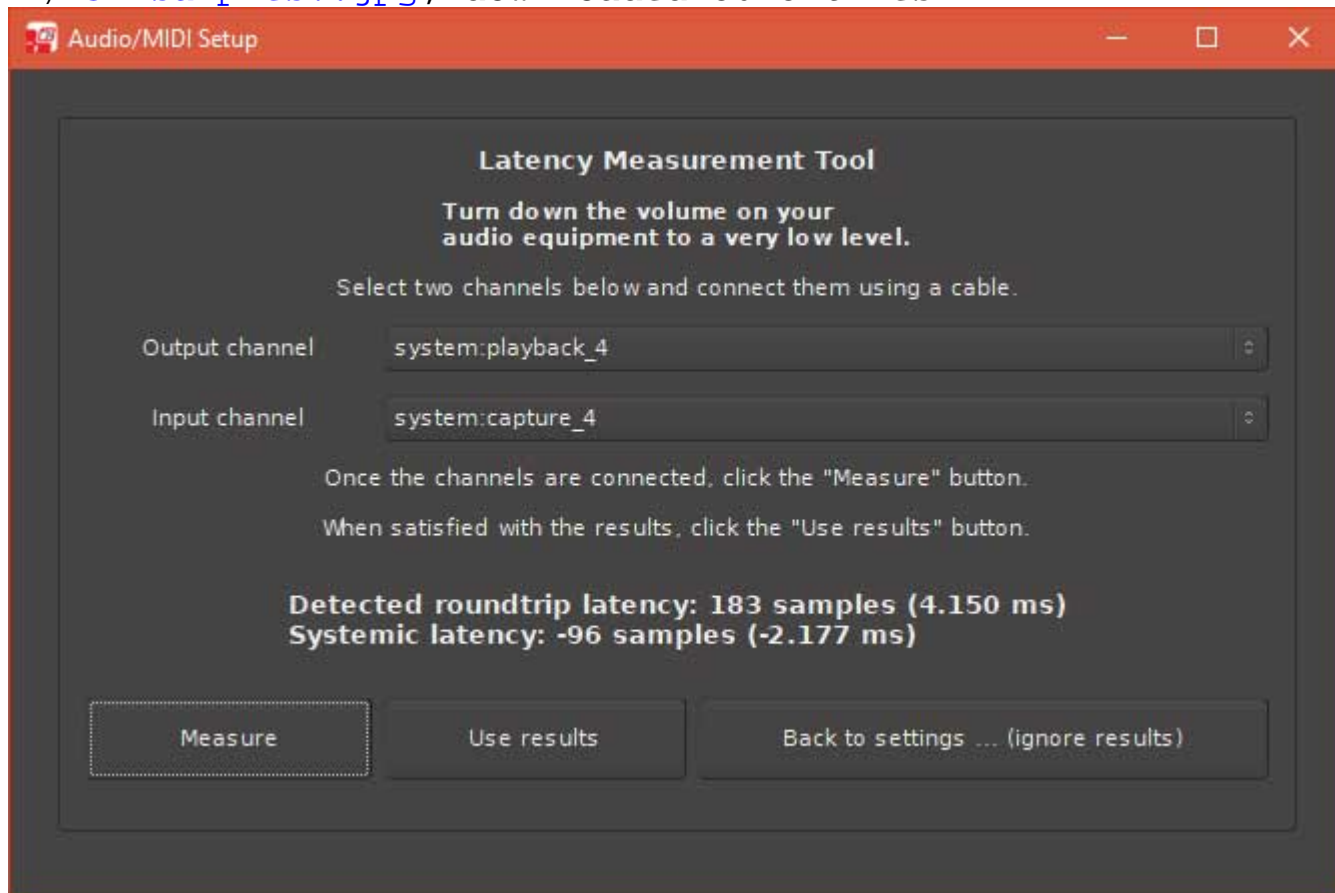 Audio/MIDI Setup
Latency Measurement Tool
Turn down the volume on your
audio equipment to a very low level.
Select two channels below and connect them using a cable.
Output channel system:playback_4
Input channel system:capture_4
Once the channels are connected, click the "Measure" button.
When satisfied with the results, click the "Use results" button.
Detected roundtrip latency: 183 samples (4.150 ms)
Systemic latency: -96 samples (-2.177 ms)
Measure Use results Back to settings ... (ignore results)